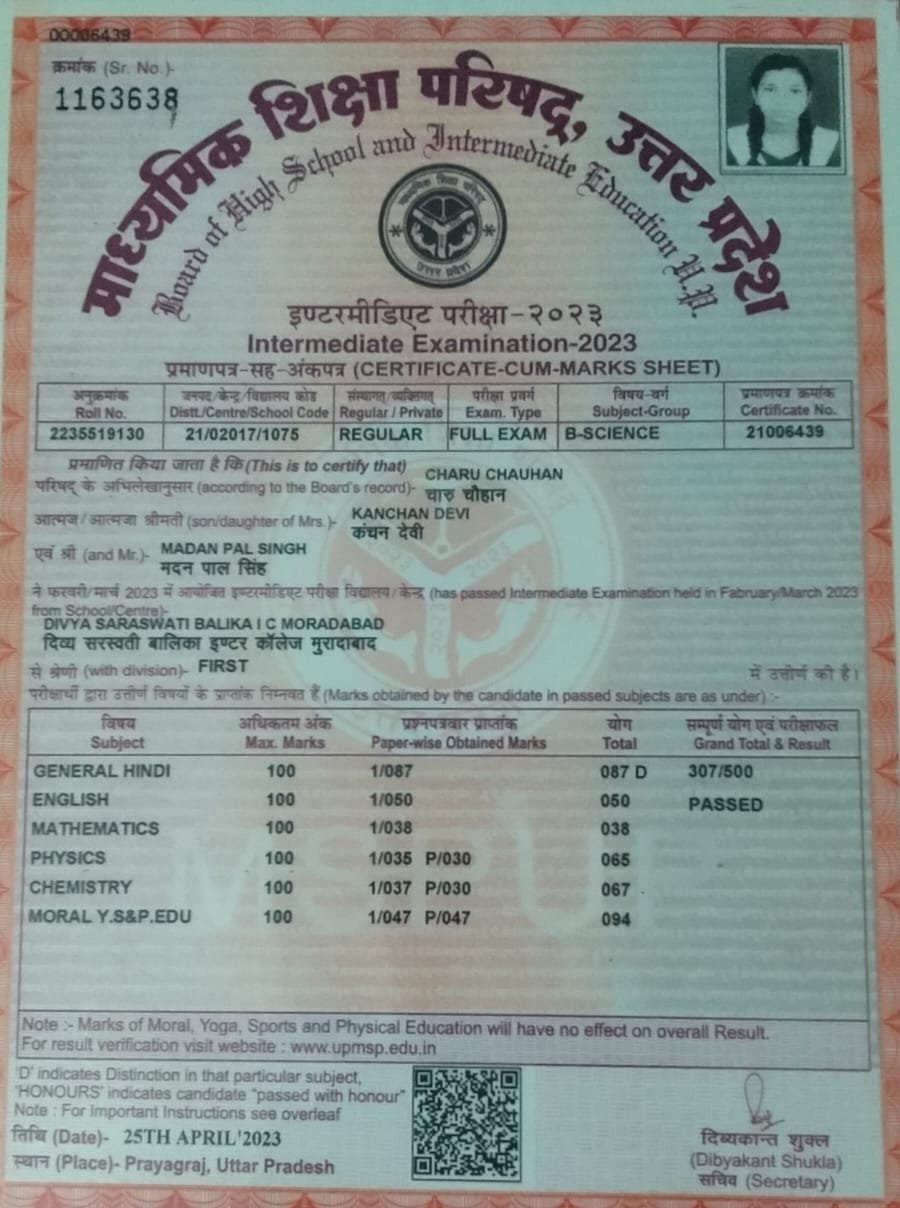 00006439
क्रमांक (Sr. No.)-
1163638
माध्यमिक शिक्षा परिषद्, उत्तर प्रदेश
Board of High School and Intermediate Education U.P.
माध्यमिक शिक्षा परिषद्
उत्तर प्रदेश
इण्टरमीडिएट परीक्षा-२०२३
Intermediate Examination-2023
प्रमाणपत्र-सह-अंकपत्र (CERTIFICATE-CUM-MARKS SHEET)
अनुक्रमांक जनपद/केन्द्र/विद्यालय कोड संस्थागत/व्यक्तिगत परीक्षा प्रवर्ग विषय-वर्ग प्रमाणपत्र क्रमांक
Roll No. Distt./Centre/School Code Regular / Private Exam. Type Subject-Group Certificate No.
2235519130 21/02017/1075 REGULAR FULL EXAM B-SCIENCE 21006439
प्रमाणित किया जाता है कि (This is to certify that) CHARU CHAUHAN
परिषद् के अभिलेखानुसार (according to the Board's record)- चारु चौहान
आत्मज/आत्मजा श्रीमती (son/daughter of Mrs.)- KANCHAN DEVI
कंचन देवी
एवं श्री (and Mr.)- MADAN PAL SINGH
मदन पाल सिंह
ने फरवरी/मार्च 2023 में आयोजित इण्टरमीडिएट परीक्षा विद्यालय/केन्द्र (has passed Intermediate Examination held in Fabruary/March 2023
from School/Centre)-
DIVYA SARASWATI BALIKA I C MORADABAD
दिव्य सरस्वती बालिका इण्टर कॉलेज मुरादाबाद
से श्रेणी (with division)- FIRST में उत्तीर्ण की है।
परीक्षार्थी द्वारा उत्तीर्ण विषयों के प्राप्तांक निम्नवत हैं (Marks obtained by the candidate in passed subjects are as under) :-
विषय अधिकतम अंक प्रश्नपत्रवार प्राप्तांक योग सम्पूर्ण योग एवं परीक्षाफल
Subject Max. Marks Paper-wise Obtained Marks Total Grand Total & Result
GENERAL HINDI 100 1/087 087 D 307/500
ENGLISH 100 1/050 050 PASSED
MATHEMATICS 100 1/038 038
PHYSICS 100 1/035 P/030 065
CHEMISTRY 100 1/037 P/030 067
MORAL Y.S&P.EDU 100 1/047 P/047 094
Note :- Marks of Moral, Yoga, Sports and Physical Education will have no effect on overall Result.
For result verification visit website : www.upmsp.edu.in
'D' indicates Distinction in that particular subject,
'HONOURS' indicates candidate "passed with honour"
Note : For Important Instructions see overleaf
तिथि (Date)- 25TH APRIL'2023
स्थान (Place)- Prayagraj, Uttar Pradesh
दिव्यकान्त शुक्ल
(Dibyakant Shukla)
सचिव (Secretary)